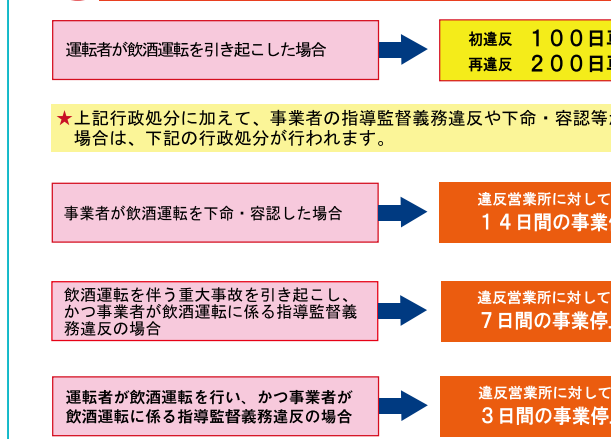 運転者が飲酒運転を引き起こした場合
初違反 １００日
再違反 ２００日
★上記行政処分に加えて、事業者の指導監督義務違反や下命・容認等
場合は、下記の行政処分が行われます。
事業者が飲酒運転を下命・容認した場合
違反営業所に対して
１４日間の事業
飲酒運転を伴う重大事故を引き起こし、
かつ事業者が飲酒運転に係る指導監督義
務違反の場合
違反営業所に対して
７日間の事業停
運転者が飲酒運転を行い、かつ事業者が
飲酒運転に係る指導監督義務違反の場合
違反営業所に対して
３日間の事業停